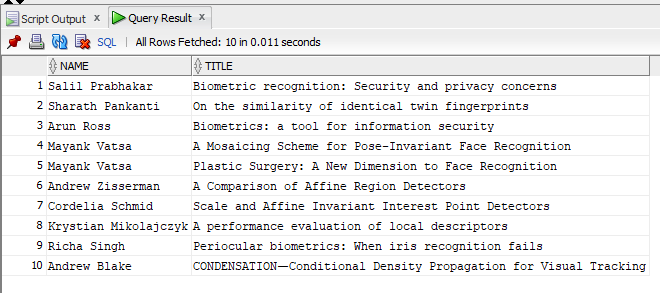 Script Output x Query Result x
SQL | All Rows Fetched: 10 in 0.011 seconds
NAME TITLE
1 Salil Prabhakar Biometric recognition: Security and privacy concerns
2 Sharath Pankanti On the similarity of identical twin fingerprints
3 Arun Ross Biometrics: a tool for information security
4 Mayank Vatsa A Mosaicing Scheme for Pose-Invariant Face Recognition
5 Mayank Vatsa Plastic Surgery: A New Dimension to Face Recognition
6 Andrew Zisserman A Comparison of Affine Region Detectors
7 Cordelia Schmid Scale and Affine Invariant Interest Point Detectors
8 Krystian Mikolajczyk A performance evaluation of local descriptors
9 Richa Singh Periocular biometrics: When iris recognition fails
10 Andrew Blake CONDENSATION—Conditional Density Propagation for Visual Tracking